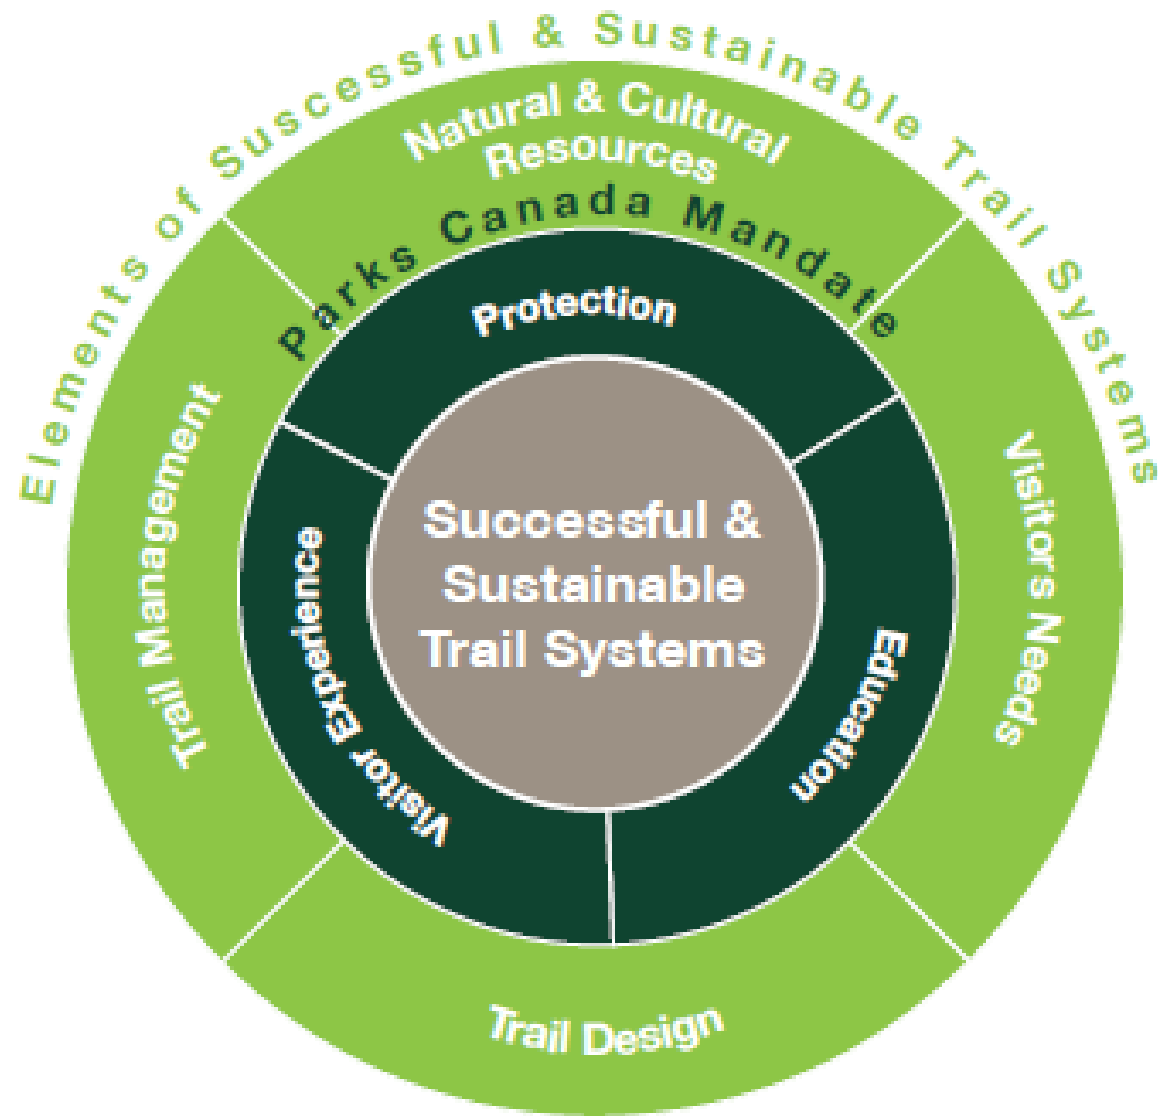 Elements of Suscessful & Sustainable Trail Systems
Natural & Cultural
Resources
Parks Canada Mandate
Protection
Trail Management
Visitors Needs
Successful &
Sustainable
Trail Systems
Visitor Experience
Education
Trail Design